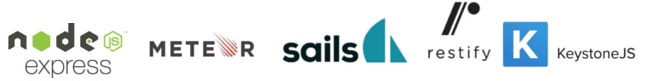 node JS
express
METEOR
sails
restify
K
KeystoneJS